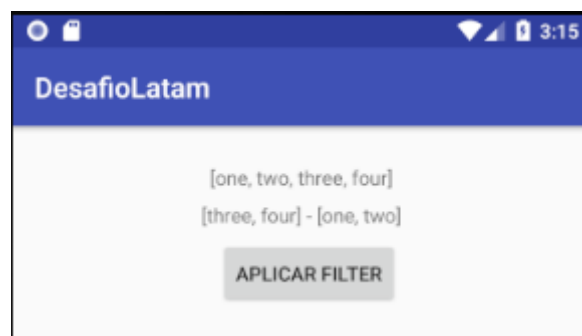 3:15
DesafioLatam
[one, two, three, four]
[three, four] - [one, two]
APLICAR FILTER